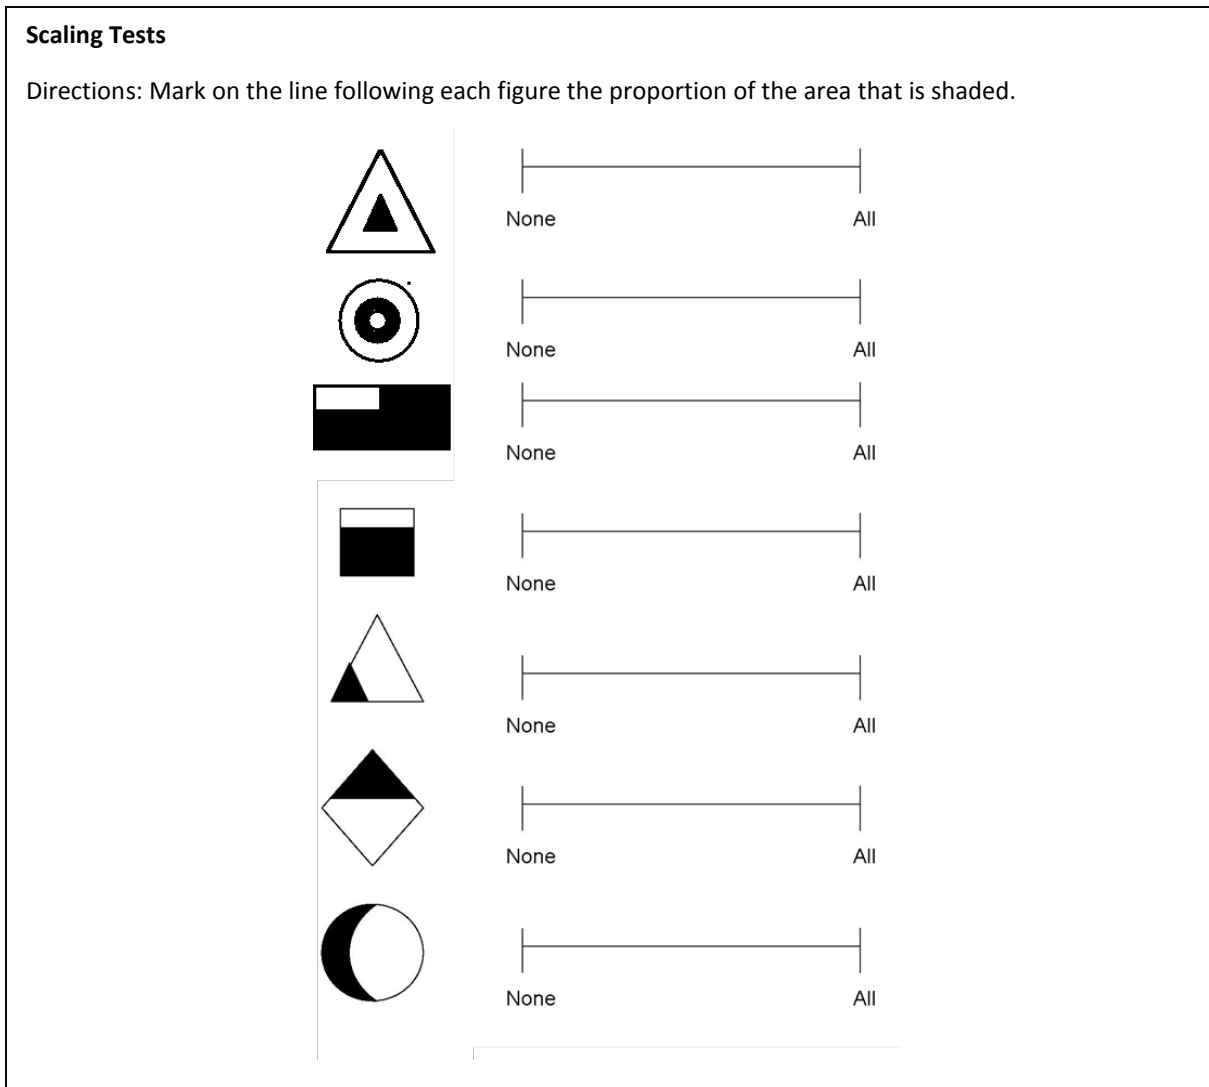 Scaling Tests
Directions: Mark on the line following each figure the proportion of the area that is shaded.
None All
None All
None All
None All
None All
None All
None All